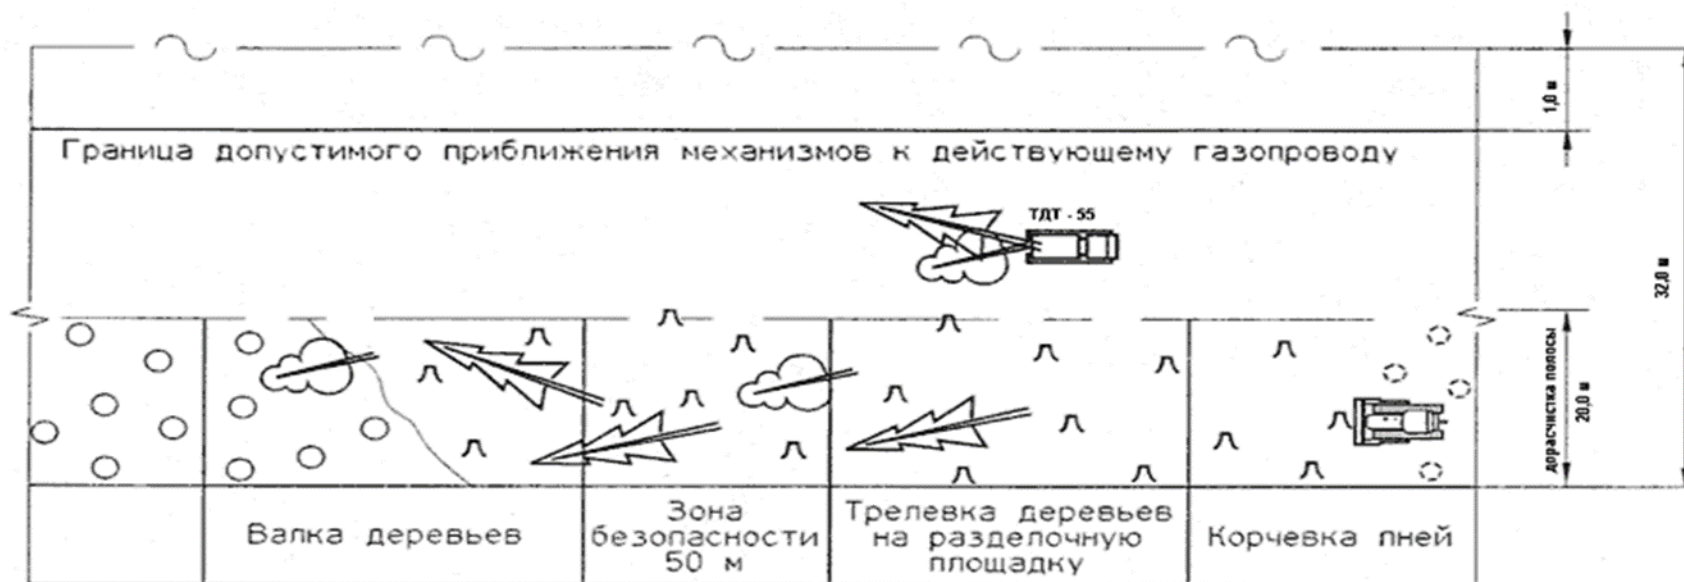 1,0 м
Граница допустимого приближения механизмов к действующему газопроводу
ТДТ - 55
32,0 м
дорасчистка полосы
20,0 м
Валка деревьев
Зона
безопасности
50 м
Трелевка деревьев
на разделочную
площадку
Корчевка пней